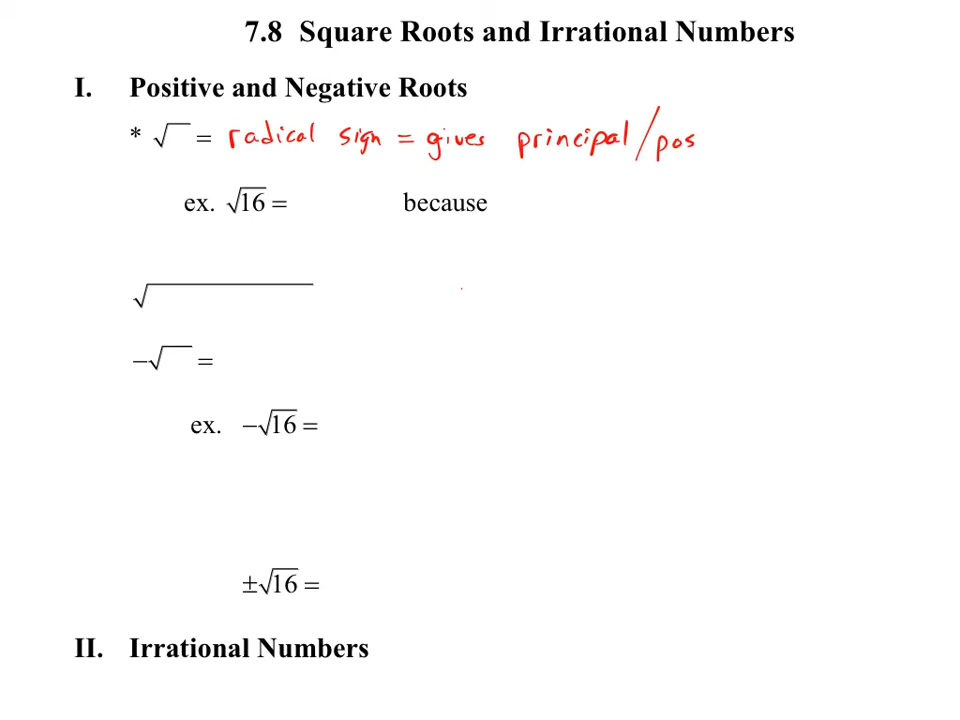 7.8 Square Roots and Irrational Numbers
I. Positive and Negative Roots
* √ = radical sign = gives principal/pos
ex. √16 = because
√
−√ =
ex. −√16 =
±√16 =
II. Irrational Numbers